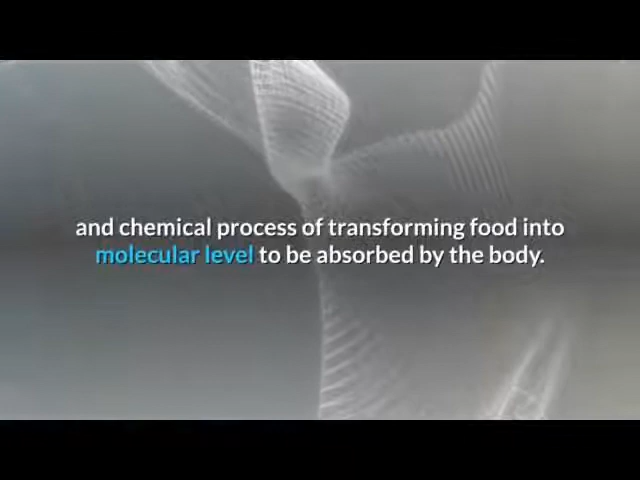 and chemical process of transforming food into
molecular level to be absorbed by the body.